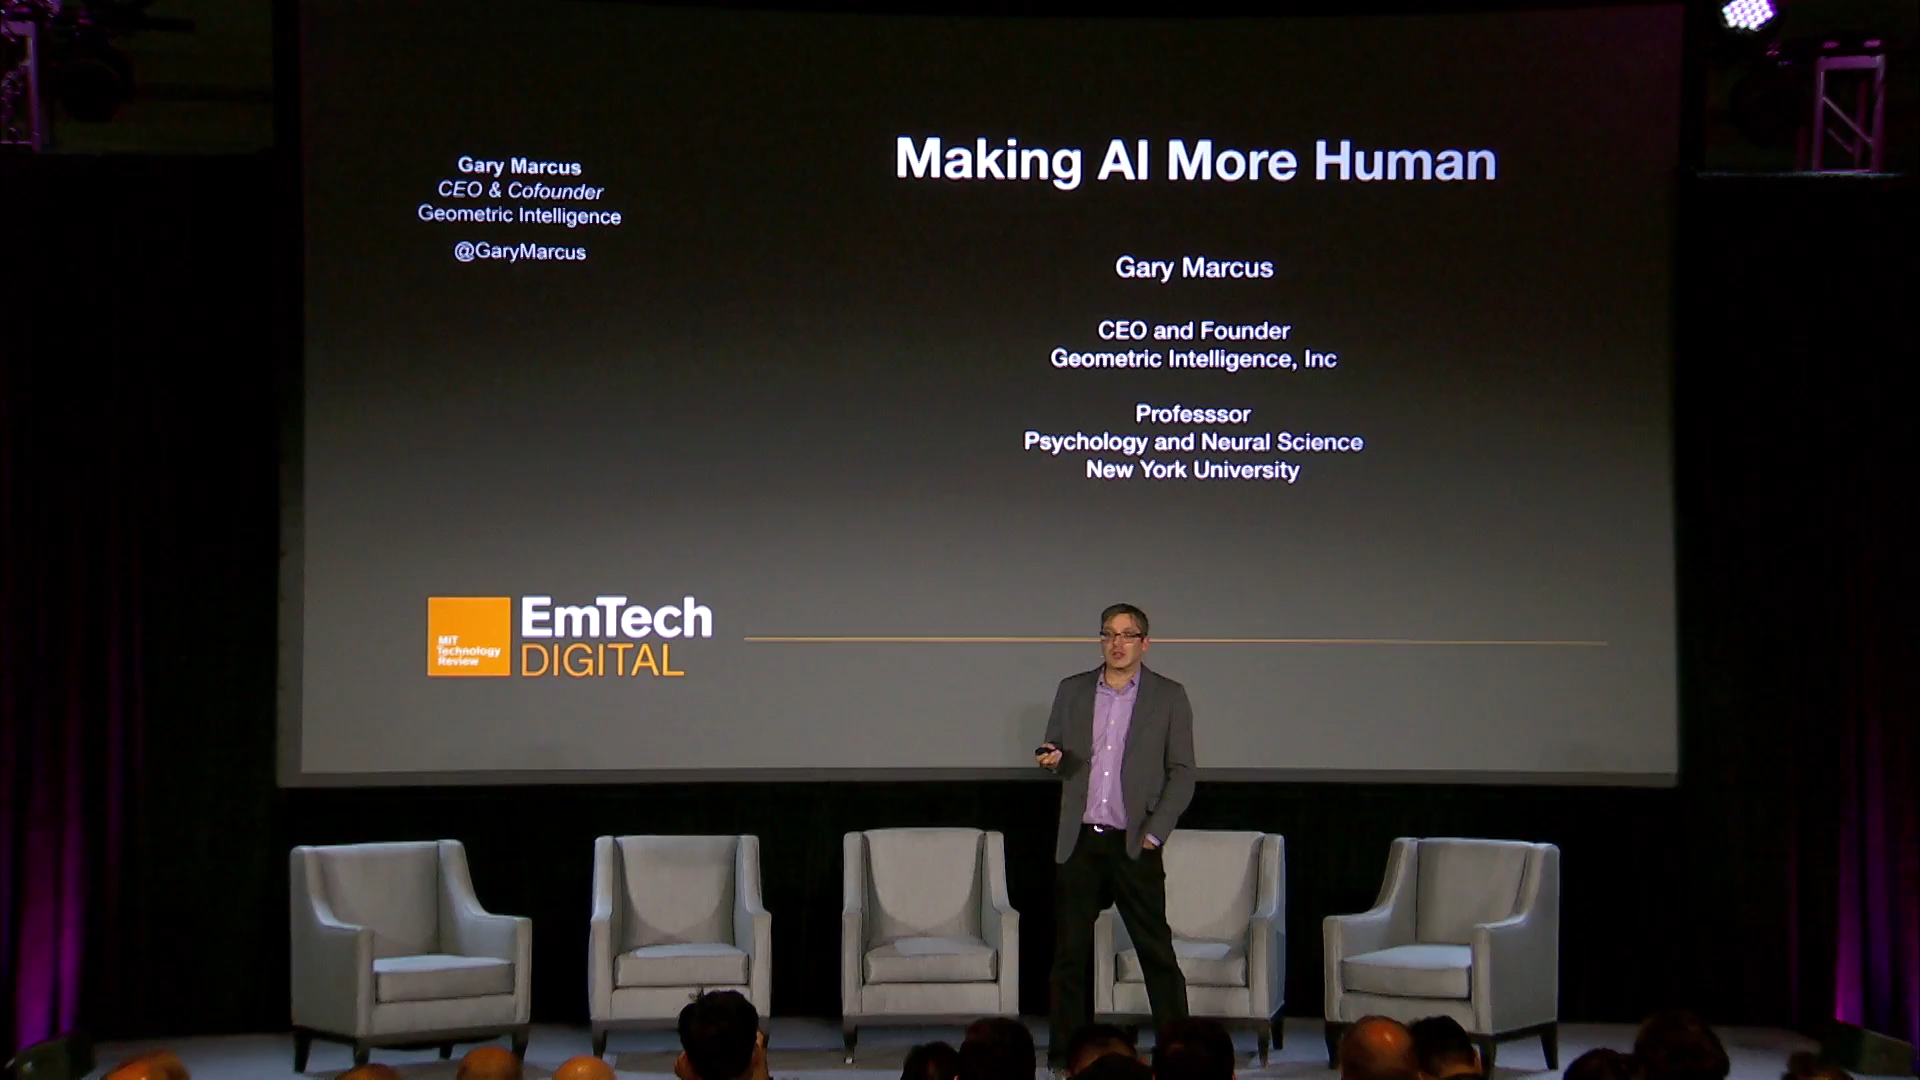 Gary Marcus
CEO & Cofounder
Geometric Intelligence
@GaryMarcus
Making AI More Human
Gary Marcus
CEO and Founder
Geometric Intelligence, Inc
Professsor
Psychology and Neural Science
New York University
MIT
Technology
Review
EmTech
DIGITAL